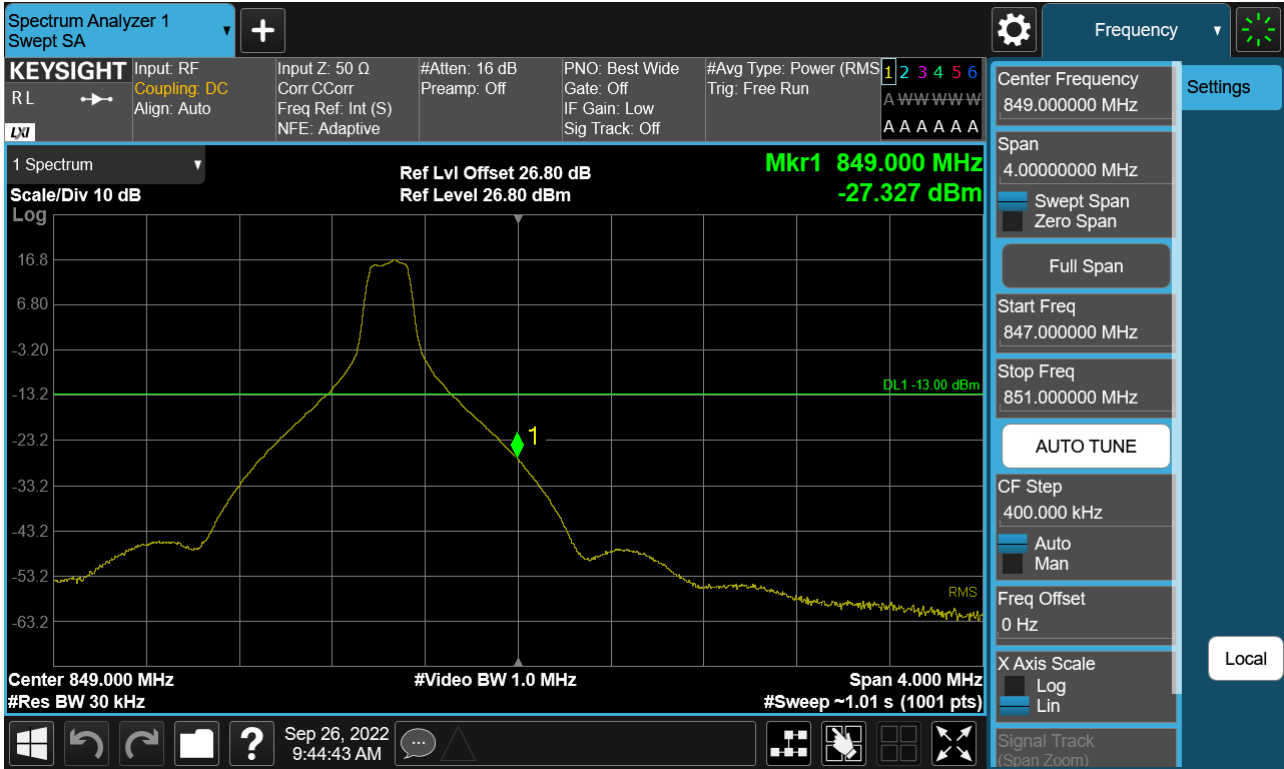 Spectrum Analyzer 1
Swept SA
Frequency
KEYSIGHT
R L
LXI
Input: RF
Coupling: DC
Align: Auto
Input Z: 50 Ω
Corr CCorr
Freq Ref: Int (S)
NFE: Adaptive
#Atten: 16 dB
Preamp: Off
PNO: Best Wide
Gate: Off
IF Gain: Low
Sig Track: Off
#Avg Type: Power (RMS
Trig: Free Run
1 2 3 4 5 6
A W W W W W
A A A A A A
1 Spectrum
Scale/Div 10 dB
Log
Ref Lvl Offset 26.80 dB
Ref Level 26.80 dBm
Mkr1 849.000 MHz
-27.327 dBm
16.8
6.80
-3.20
-13.2
-23.2
-33.2
-43.2
-53.2
-63.2
DL1 -13.00 dBm
1
RMS
Center 849.000 MHz
#Res BW 30 kHz
#Video BW 1.0 MHz
Span 4.000 MHz
#Sweep ~1.01 s (1001 pts)
Center Frequency
849.000000 MHz
Span
4.00000000 MHz
Swept Span
Zero Span
Full Span
Start Freq
847.000000 MHz
Stop Freq
851.000000 MHz
AUTO TUNE
CF Step
400.000 kHz
Auto
Man
Freq Offset
0 Hz
X Axis Scale
Log
Lin
Signal Track
(Span Zoom)
Settings
Local
?
Sep 26, 2022
9:44:43 AM